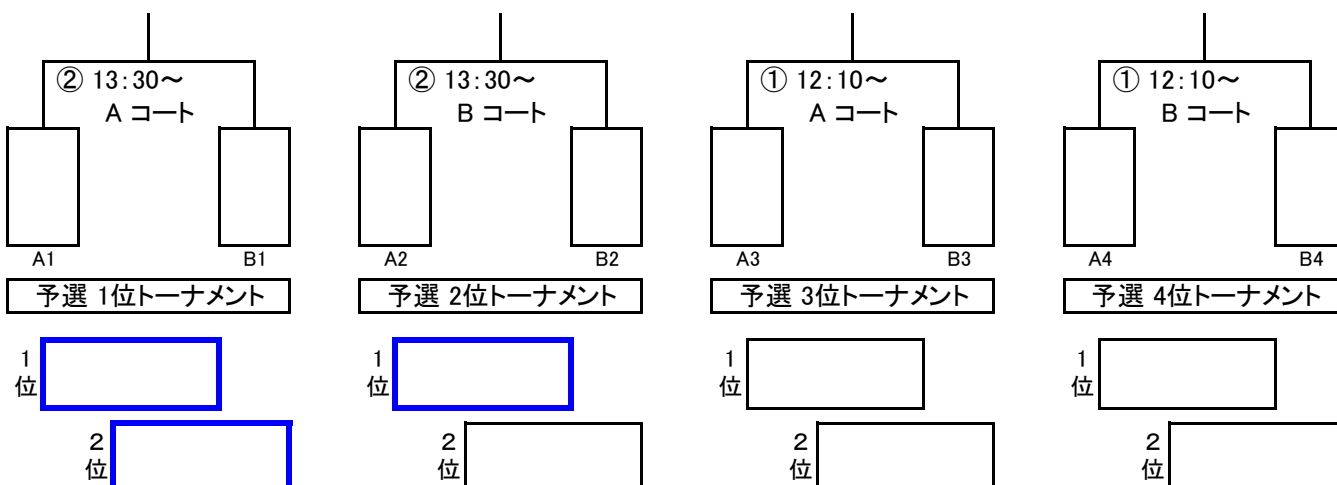 ② 13:30～
A コート
A1
B1
予選 1位トーナメント
1
位
2
位
② 13:30～
B コート
A2
B2
予選 2位トーナメント
1
位
2
位
① 12:10～
A コート
A3
B3
予選 3位トーナメント
1
位
2
位
① 12:10～
B コート
A4
B4
予選 4位トーナメント
1
位
2
位